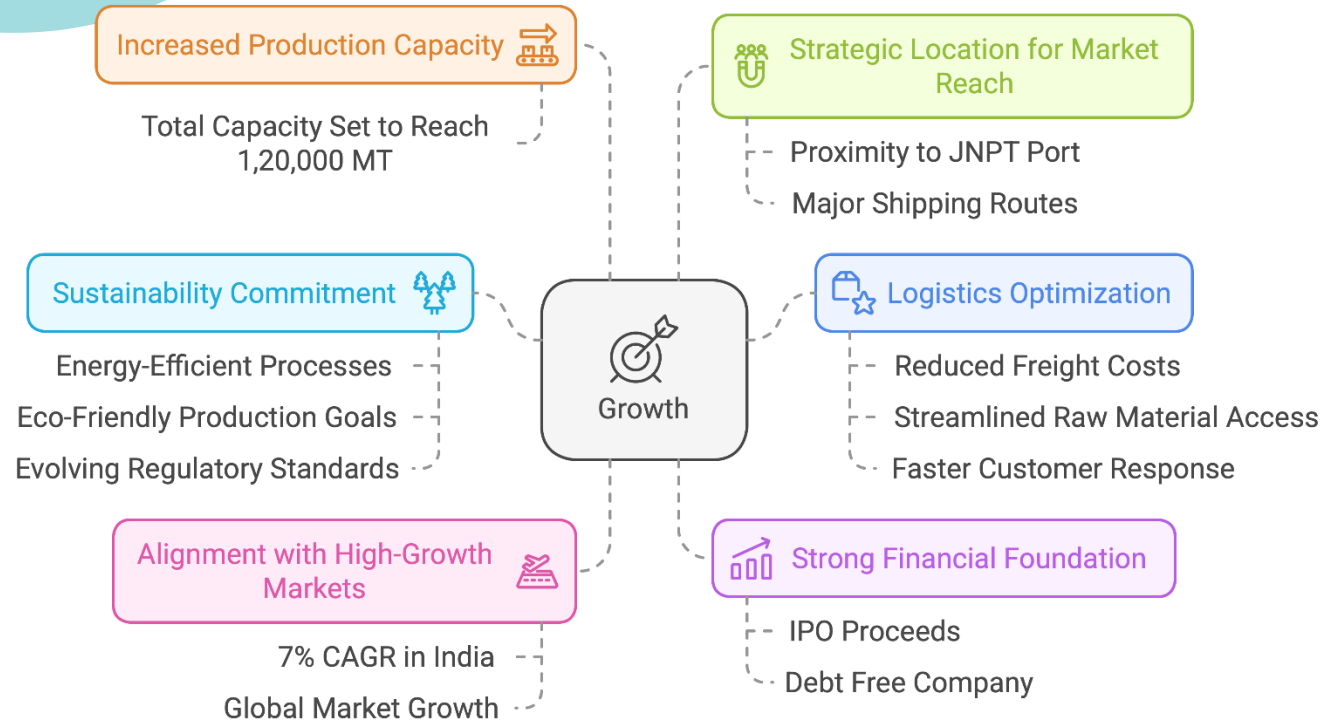 Increased Production Capacity
Total Capacity Set to Reach
1,20,000 MT
Strategic Location for Market
Reach
Proximity to JNPT Port
Major Shipping Routes
Sustainability Commitment
Energy-Efficient Processes
Eco-Friendly Production Goals
Evolving Regulatory Standards
Growth
Logistics Optimization
Reduced Freight Costs
Streamlined Raw Material Access
Faster Customer Response
Alignment with High-Growth
Markets
7% CAGR in India
Global Market Growth
Strong Financial Foundation
IPO Proceeds
Debt Free Company